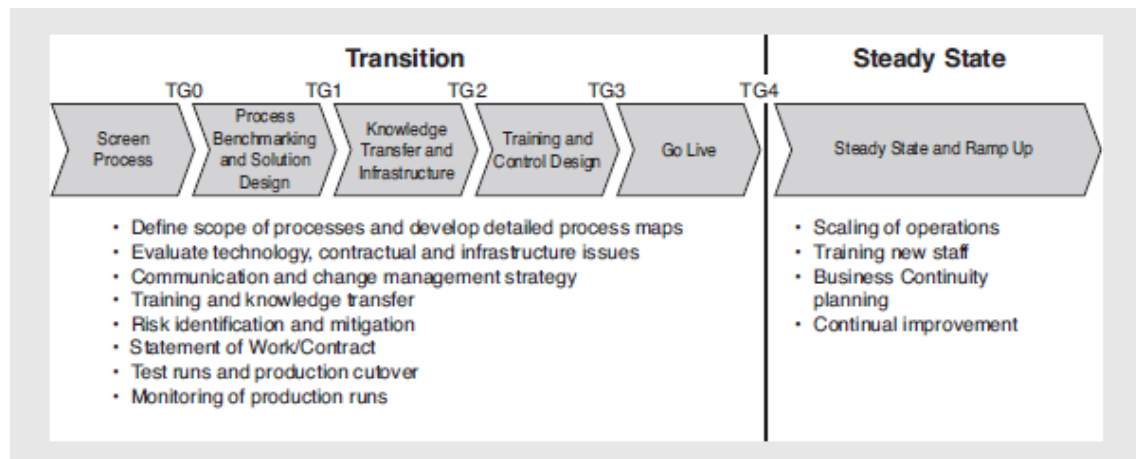 Transition
Steady State
TG0 TG1 TG2 TG3 TG4
Screen
Process
Process
Benchmarking
and Solution
Design
Knowledge
Transfer and
Infrastructure
Training and
Control Design
Go Live
Steady State and Ramp Up
• Define scope of processes and develop detailed process maps
• Evaluate technology, contractual and infrastructure issues
• Communication and change management strategy
• Training and knowledge transfer
• Risk identification and mitigation
• Statement of Work/Contract
• Test runs and production cutover
• Monitoring of production runs
• Scaling of operations
• Training new staff
• Business Continuity
planning
• Continual improvement